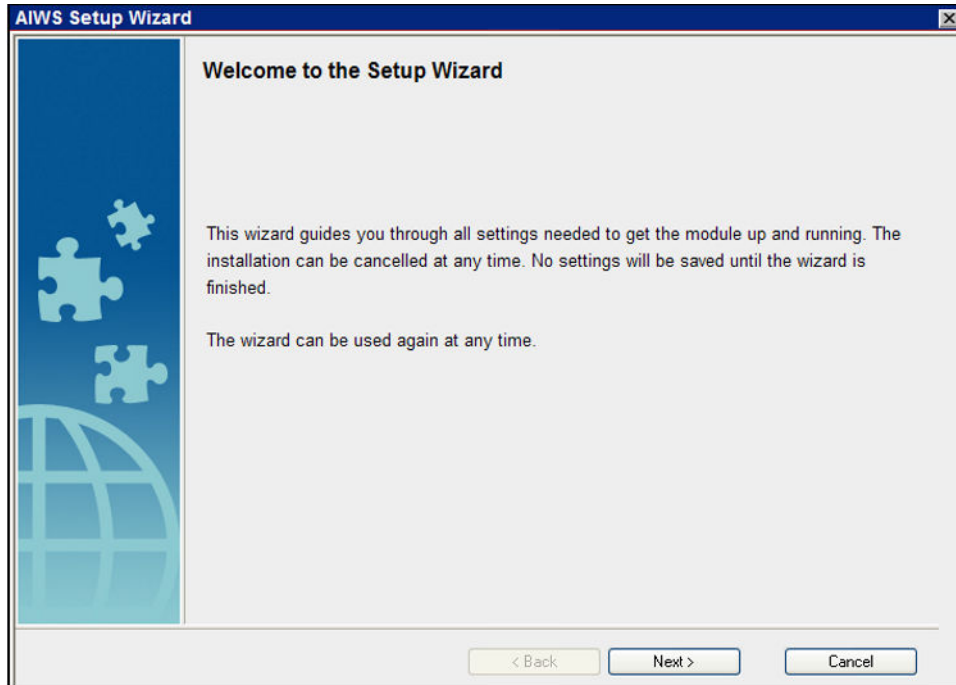 AIWS Setup Wizard
Welcome to the Setup Wizard
This wizard guides you through all settings needed to get the module up and running. The
installation can be cancelled at any time. No settings will be saved until the wizard is
finished.
The wizard can be used again at any time.
< Back Next > Cancel